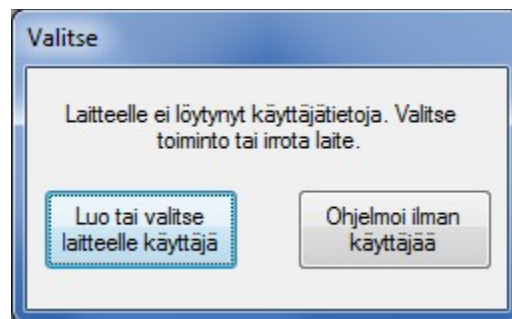 Valitse
Laitteelle ei löytynyt käyttäjätietoja. Valitse
toiminto tai irrota laite.
Luo tai valitse
laitteelle käyttäjä
Ohjelmoi ilman
käyttäjää